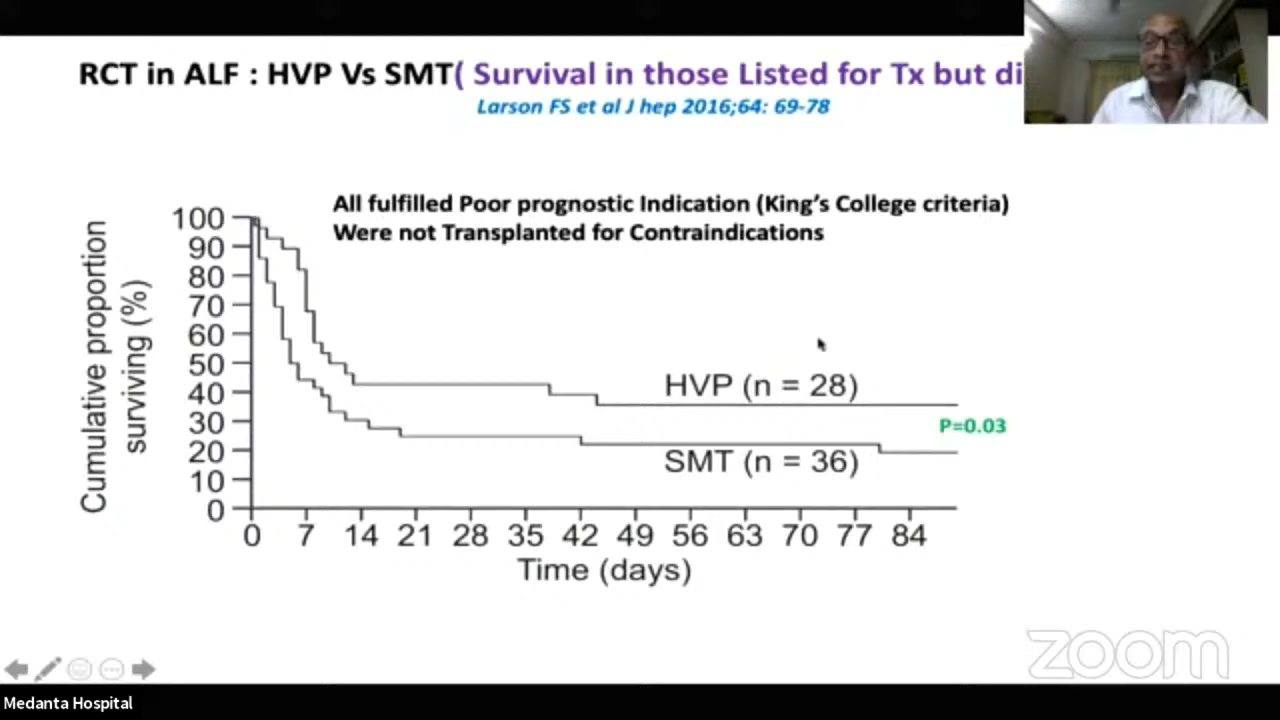 RCT in ALF : HVP Vs SMT( Survival in those Listed for Tx but di
Larson FS et al J hep 2016;64: 69-78
All fulfilled Poor prognostic Indication (King's College criteria)
Were not Transplanted for Contraindications
Cumulative proportion
surviving (%)
100
90
80
70
60
50
40
30
20
10
0
HVP (n = 28)
P=0.03
SMT (n = 36)
0 7 14 21 28 35 42 49 56 63 70 77 84
Time (days)
zoom
Medanta Hospital